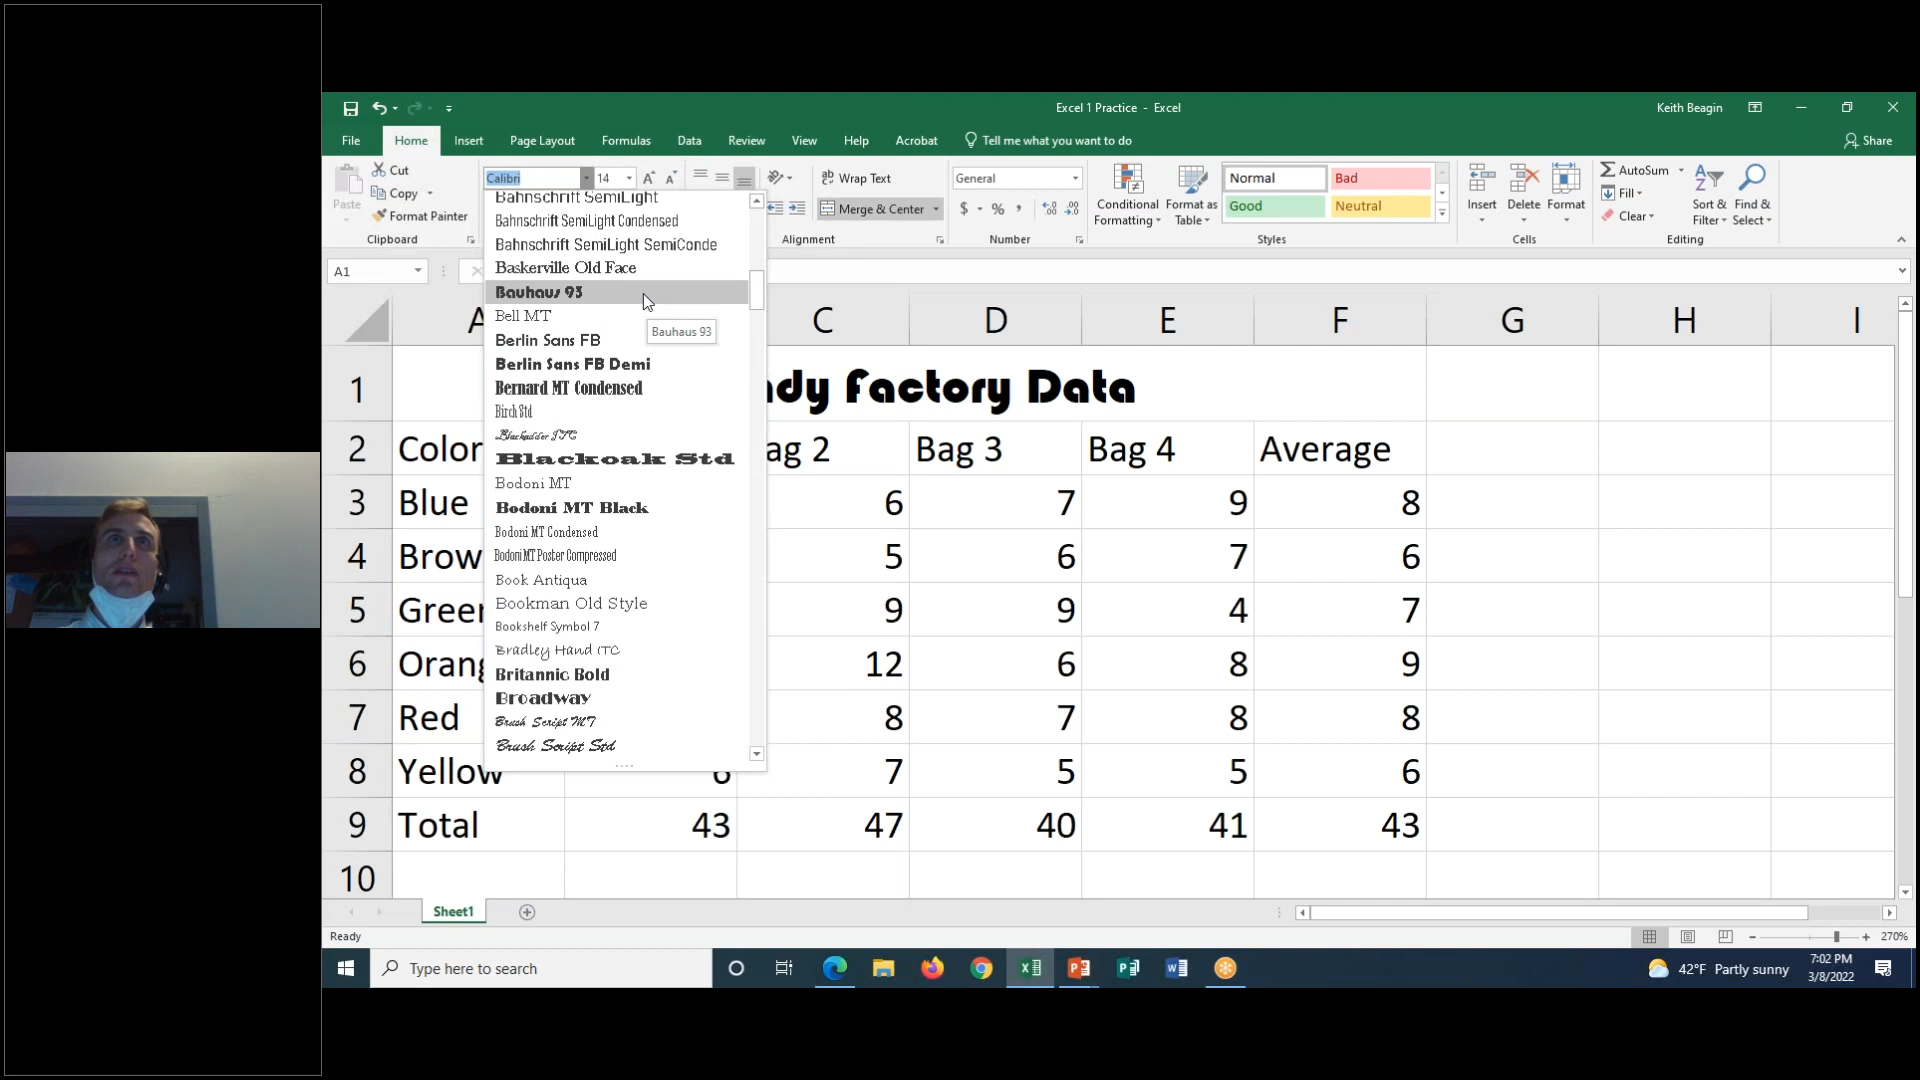 Excel 1 Practice - Excel
Keith Beagin
File Home Insert Page Layout Formulas Data Review View Help Acrobat Tell me what you want to do Share
Paste
Cut
Copy
Format Painter
Clipboard
Calibri 14
Wrap Text
Merge & Center
Alignment
General
$ % ,
Number
Conditional Formatting
Format as Table
Normal Bad
Good Neutral
Styles
Insert Delete Format
Cells
AutoSum
Fill
Clear
Sort & Filter
Find & Select
Editing
A1
Bahnschrift SemiLight
Bahnschrift SemiLight Condensed
Bahnschrift SemiLight SemiConde
Baskerville Old Face
Bauhaus 93
Bell MT
Berlin Sans FB
Berlin Sans FB Demi
Bernard MT Condensed
Birch Std
Blackadder ITC
Blackoak Std
Bodoni MT
Bodoni MT Black
Bodoni MT Condensed
Bodoni MT Poster Compressed
Book Antiqua
Bookman Old Style
Bookshelf Symbol 7
Bradley Hand ITC
Britannic Bold
Broadway
Brush Script MT
Brush Script Std
Bauhaus 93
A C D E F G H I
1 ndy Factory Data
2 Color ag 2 Bag 3 Bag 4 Average
3 Blue 6 7 9 8
4 Brow 5 6 7 6
5 Green 9 9 4 7
6 Orang 12 6 8 9
7 Red 8 7 8 8
8 Yellow 6 7 5 5 6
9 Total 43 47 40 41 43
10
Sheet1
Ready
270%
Type here to search
42°F Partly sunny
7:02 PM
3/8/2022